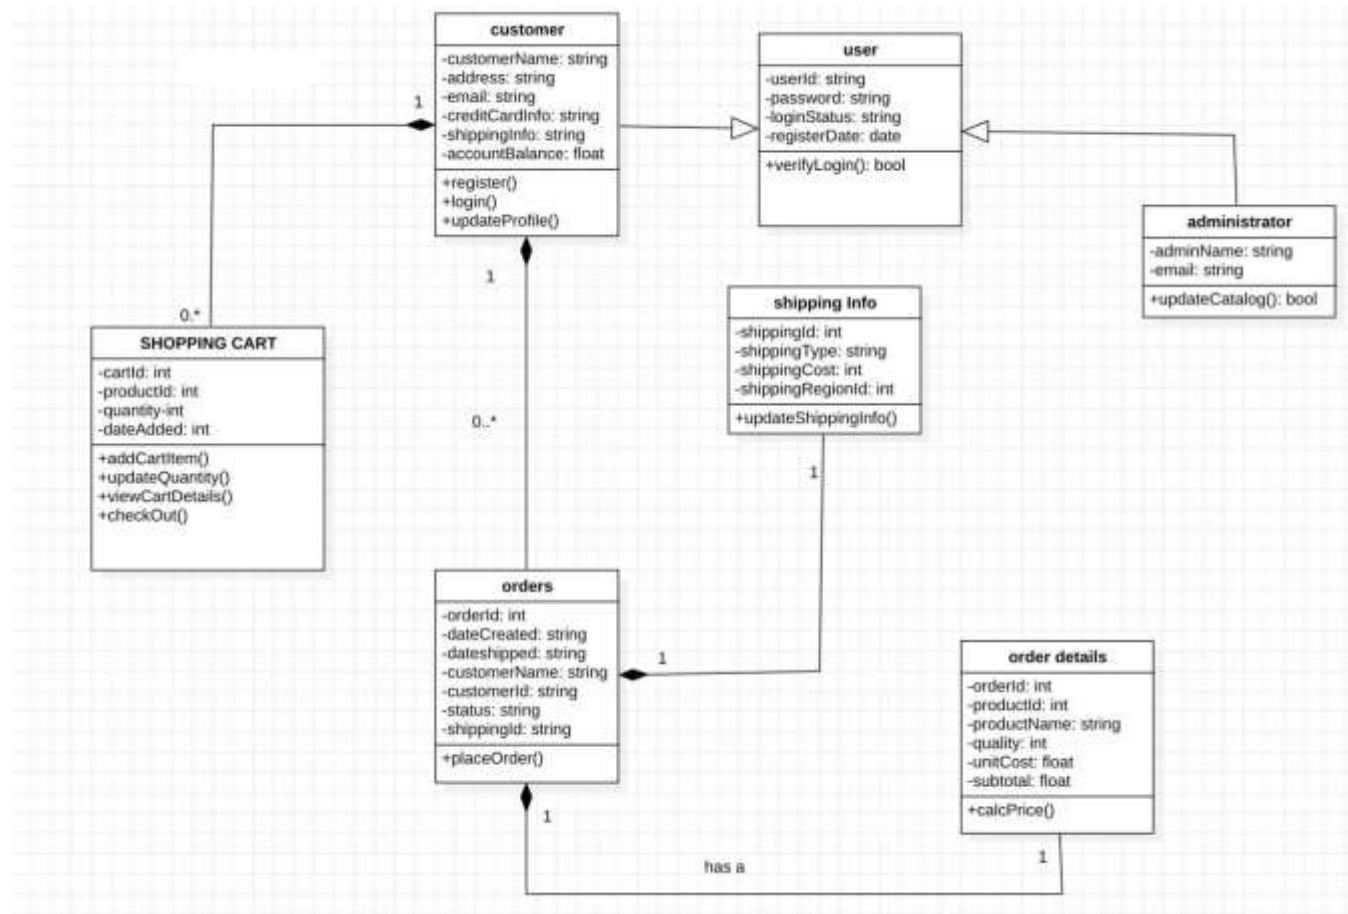 customer
-customerName: string
-address: string
-email: string
-creditCardInfo: string
-shippingInfo: string
-accountBalance: float
+register()
+login()
+updateProfile()
user
-userId: string
-password: string
-loginStatus: string
-registerDate: date
+verifyLogin(): bool
administrator
-adminName: string
-email: string
+updateCatalog(): bool
1
0.*
SHOPPING CART
-cartId: int
-productId: int
-quantity-int
-dateAdded: int
+addCartItem()
+updateQuantity()
+viewCartDetails()
+checkOut()
1
0..*
shipping Info
-shippingId: int
-shippingType: string
-shippingCost: int
-shippingRegionId: int
+updateShippingInfo()
1
1
orders
-orderId: int
-dateCreated: string
-dateshipped: string
-customerName: string
-customerId: string
-status: string
-shippingId: string
+placeOrder()
1
has a
1
order details
-orderId: int
-productId: int
-productName: string
-quality: int
-unitCost: float
-subtotal: float
+calcPrice()